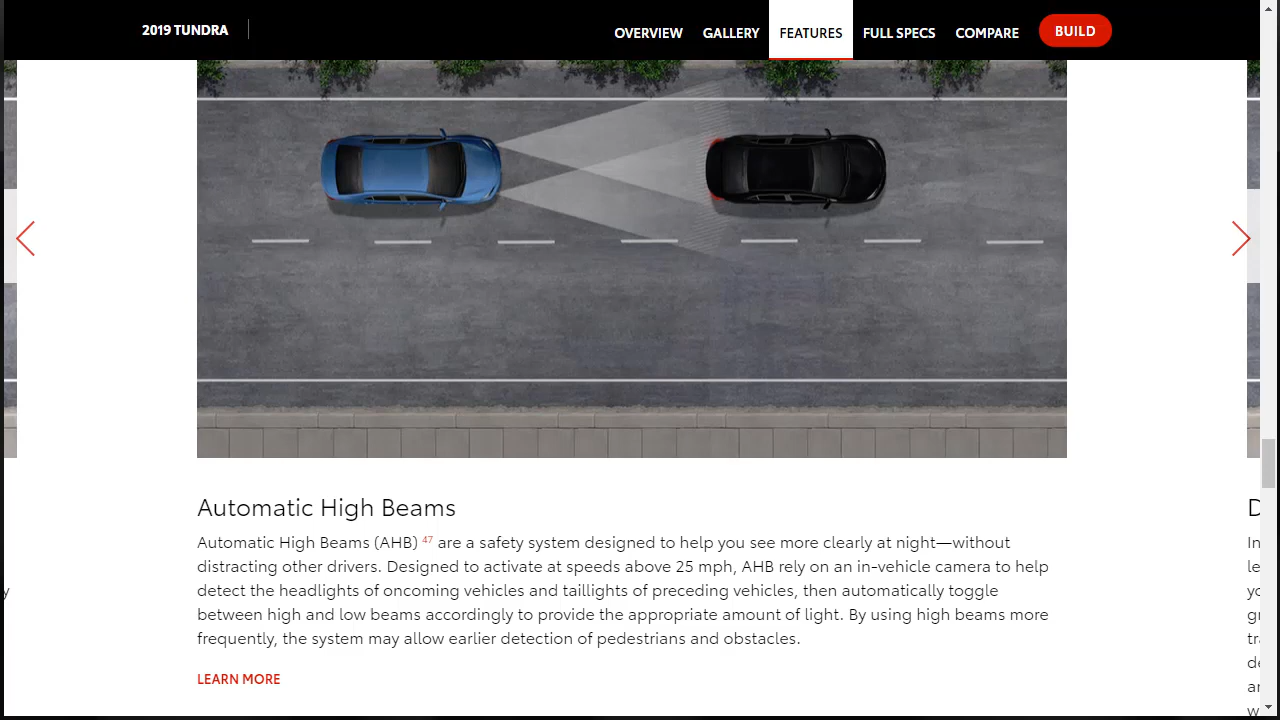 2019 TUNDRA
OVERVIEW GALLERY FEATURES FULL SPECS COMPARE BUILD
Automatic High Beams
Automatic High Beams (AHB) 47 are a safety system designed to help you see more clearly at night—without
distracting other drivers. Designed to activate at speeds above 25 mph, AHB rely on an in-vehicle camera to help
detect the headlights of oncoming vehicles and taillights of preceding vehicles, then automatically toggle
between high and low beams accordingly to provide the appropriate amount of light. By using high beams more
frequently, the system may allow earlier detection of pedestrians and obstacles.
LEARN MORE